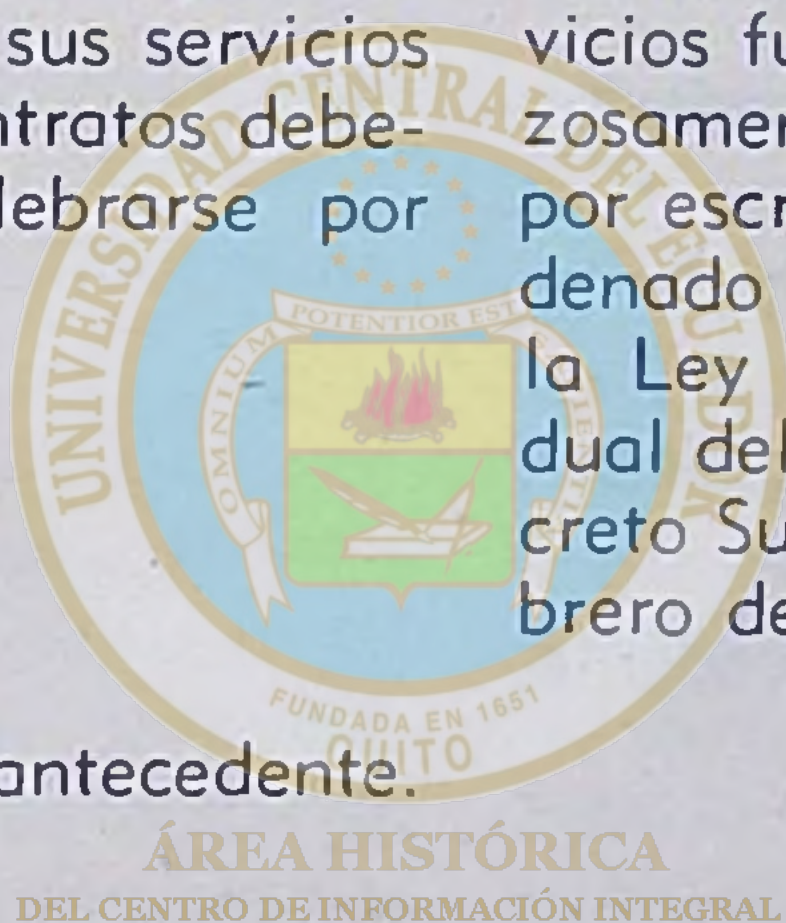 sus servicios
ntratos debe-
lebrarse por
antecedente.
vicios fu
zosamen
por escr
denado
la Ley
dual del
creto Su
brero de
UNIVERSIDAD CENTRAL DEL ECUADOR
OMNIUM POTENTIOR EST SAPIENTIA
FUNDADA EN 1651
QUITO
ÁREA HISTÓRICA
DEL CENTRO DE INFORMACIÓN INTEGRAL